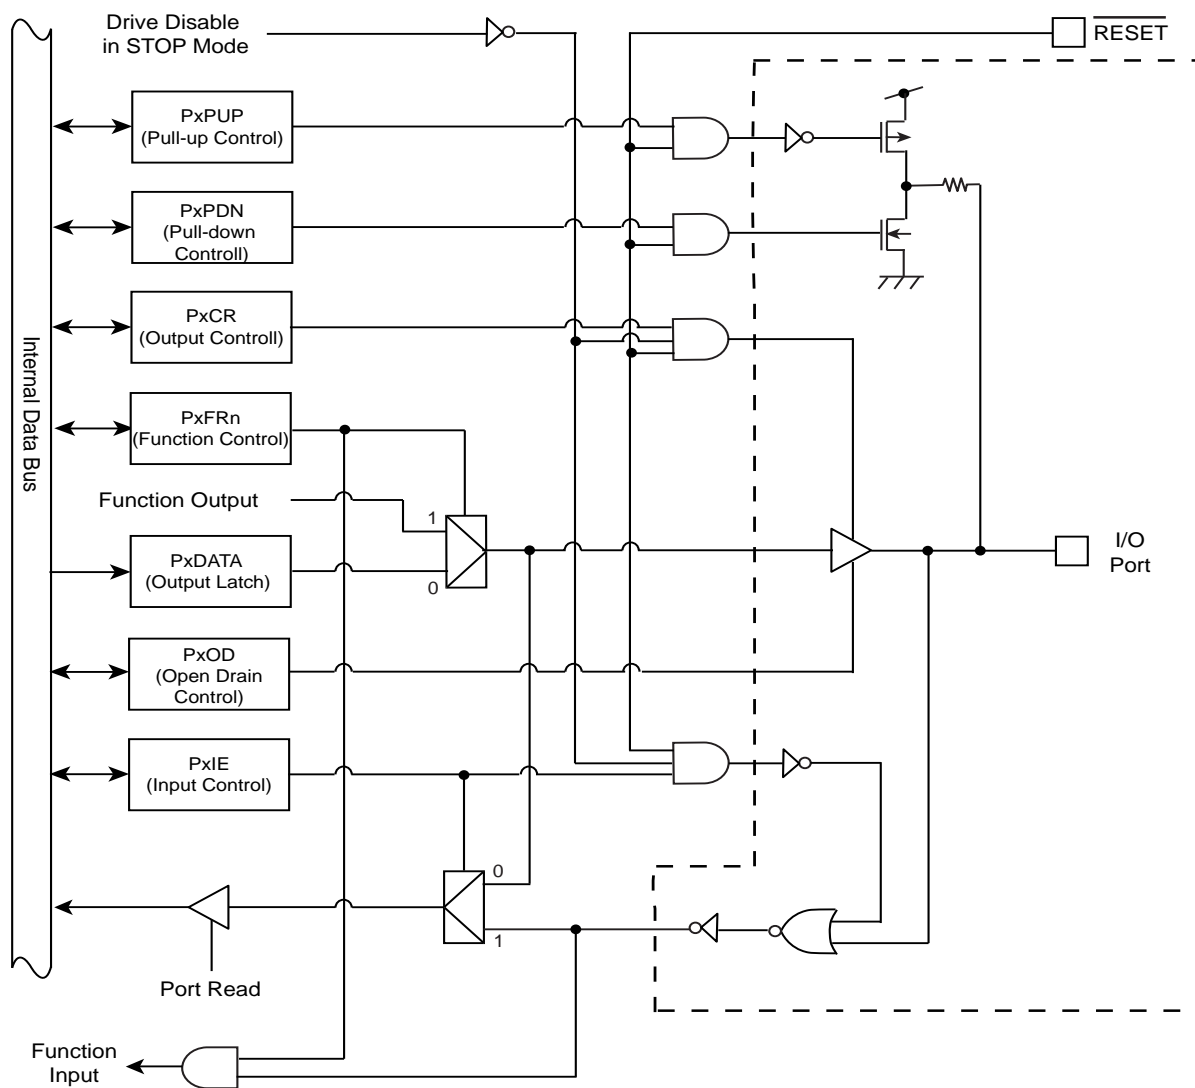 Drive Disable
in STOP Mode
RESET
PxPUP
(Pull-up Control)
PxPDN
(Pull-down
Controll)
PxCR
(Output Controll)
Internal Data Bus
PxFRn
(Function Control)
Function Output
1
0
PxDATA
(Output Latch)
I/O
Port
PxOD
(Open Drain
Control)
PxIE
(Input Control)
0
1
Port Read
Function
Input